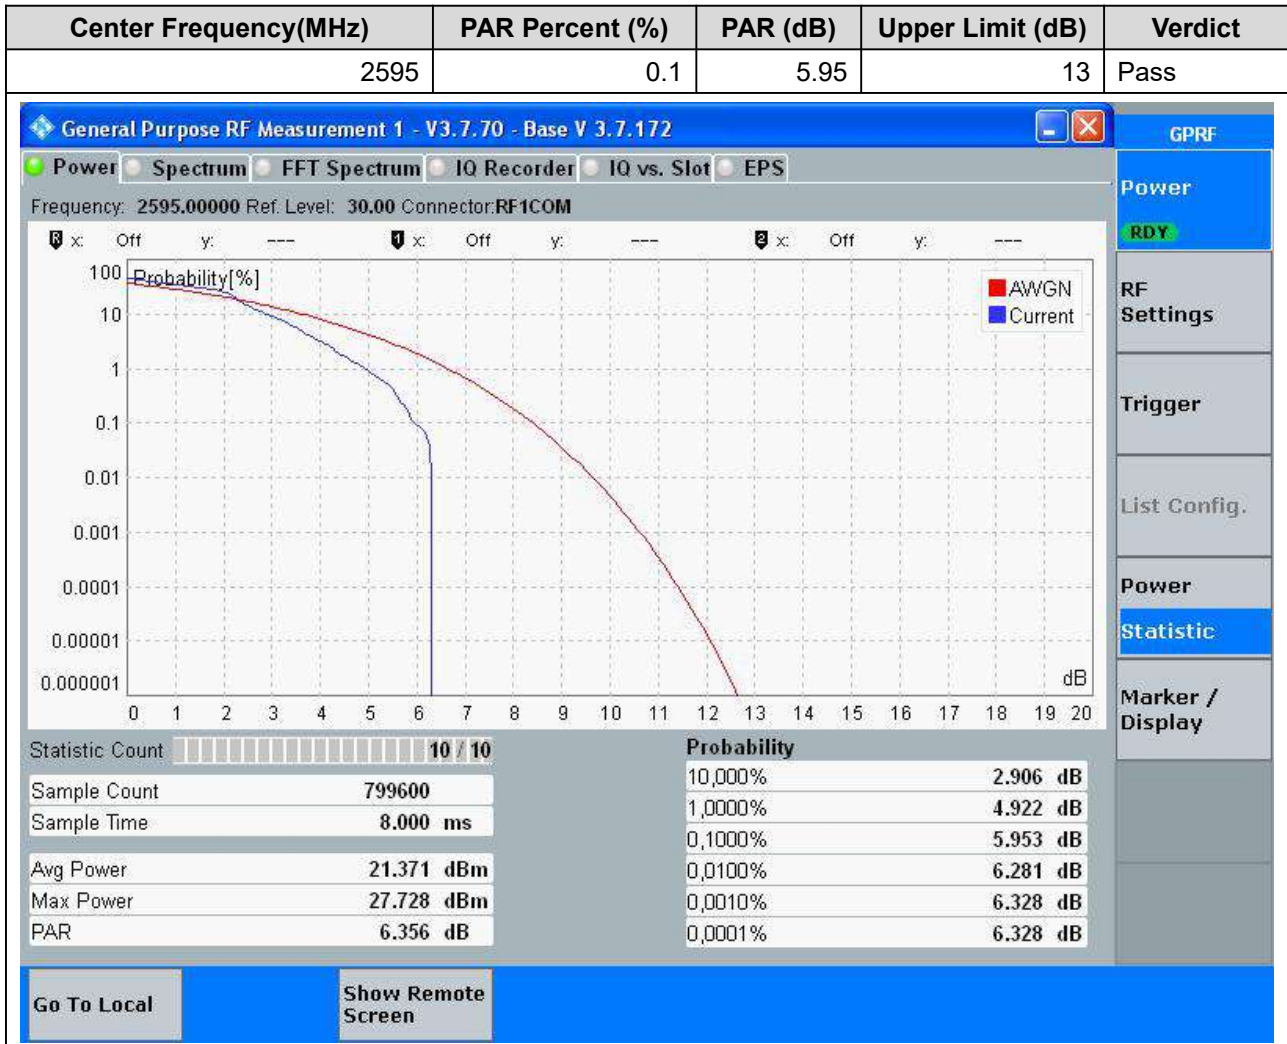 Center Frequency(MHz) PAR Percent (%) PAR (dB) Upper Limit (dB) Verdict
2595 0.1 5.95 13 Pass
General Purpose RF Measurement 1 - V3.7.70 - Base V 3.7.172
GPRF
Power Spectrum FFT Spectrum IQ Recorder IQ vs. Slot EPS
Power
RDY
Frequency: 2595.00000 Ref. Level: 30.00 Connector:RF1COM
R x: Off y: --- 1 x: Off y: --- 2 x: Off y: ---
Probability[%]
AWGN
Current
100
10
1
0.1
0.01
0.001
0.0001
0.00001
0.000001
dB
0 1 2 3 4 5 6 7 8 9 10 11 12 13 14 15 16 17 18 19 20
RF
Settings
Trigger
List Config.
Power
Statistic
Marker /
Display
Statistic Count 10 / 10
Sample Count 799600
Sample Time 8.000 ms
Avg Power 21.371 dBm
Max Power 27.728 dBm
PAR 6.356 dB
Probability
10,000% 2.906 dB
1,0000% 4.922 dB
0,1000% 5.953 dB
0,0100% 6.281 dB
0,0010% 6.328 dB
0,0001% 6.328 dB
Go To Local
Show Remote
Screen